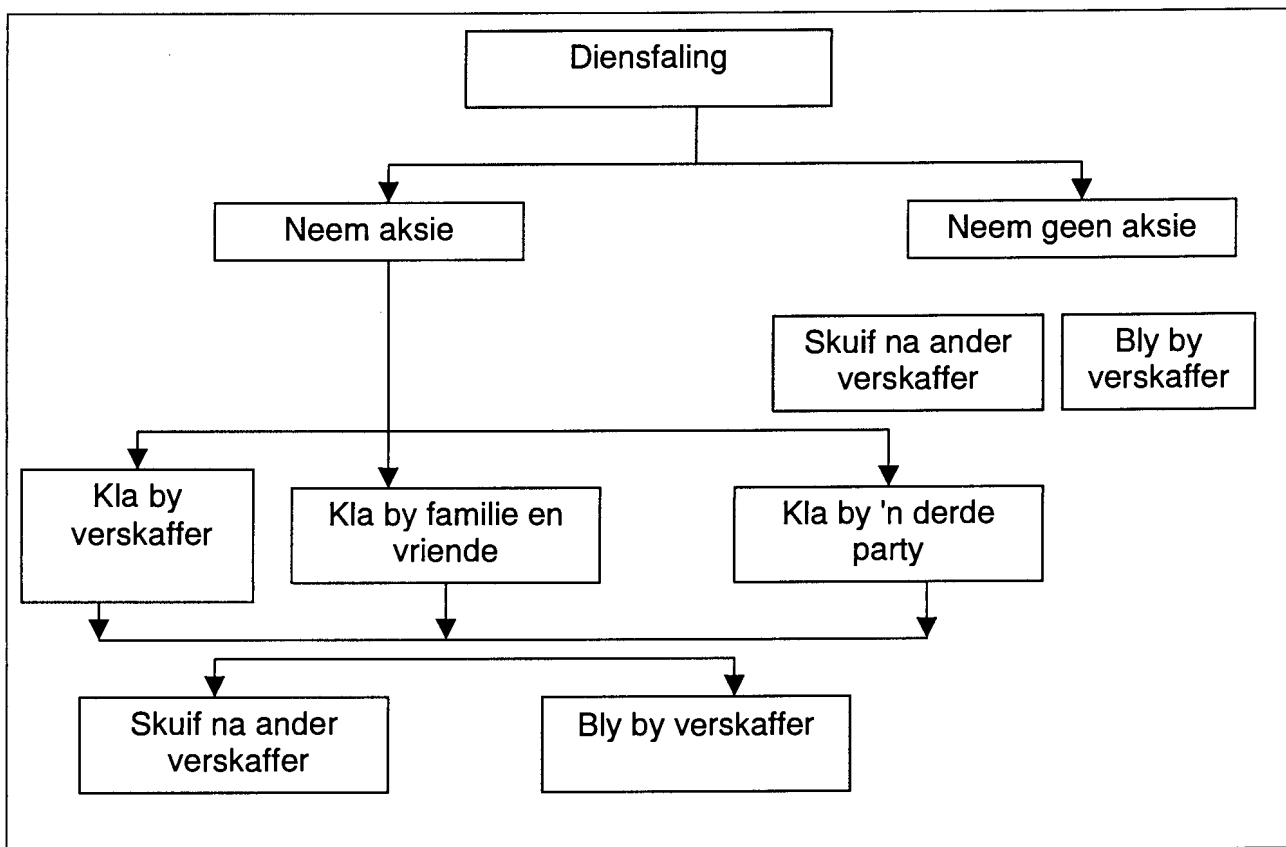 Diensfaling
Neem aksie
Neem geen aksie
Skuif na ander
verskaffer
Bly by
verskaffer
Kla by
verskaffer
Kla by familie en
vriende
Kla by 'n derde
party
Skuif na ander
verskaffer
Bly by verskaffer